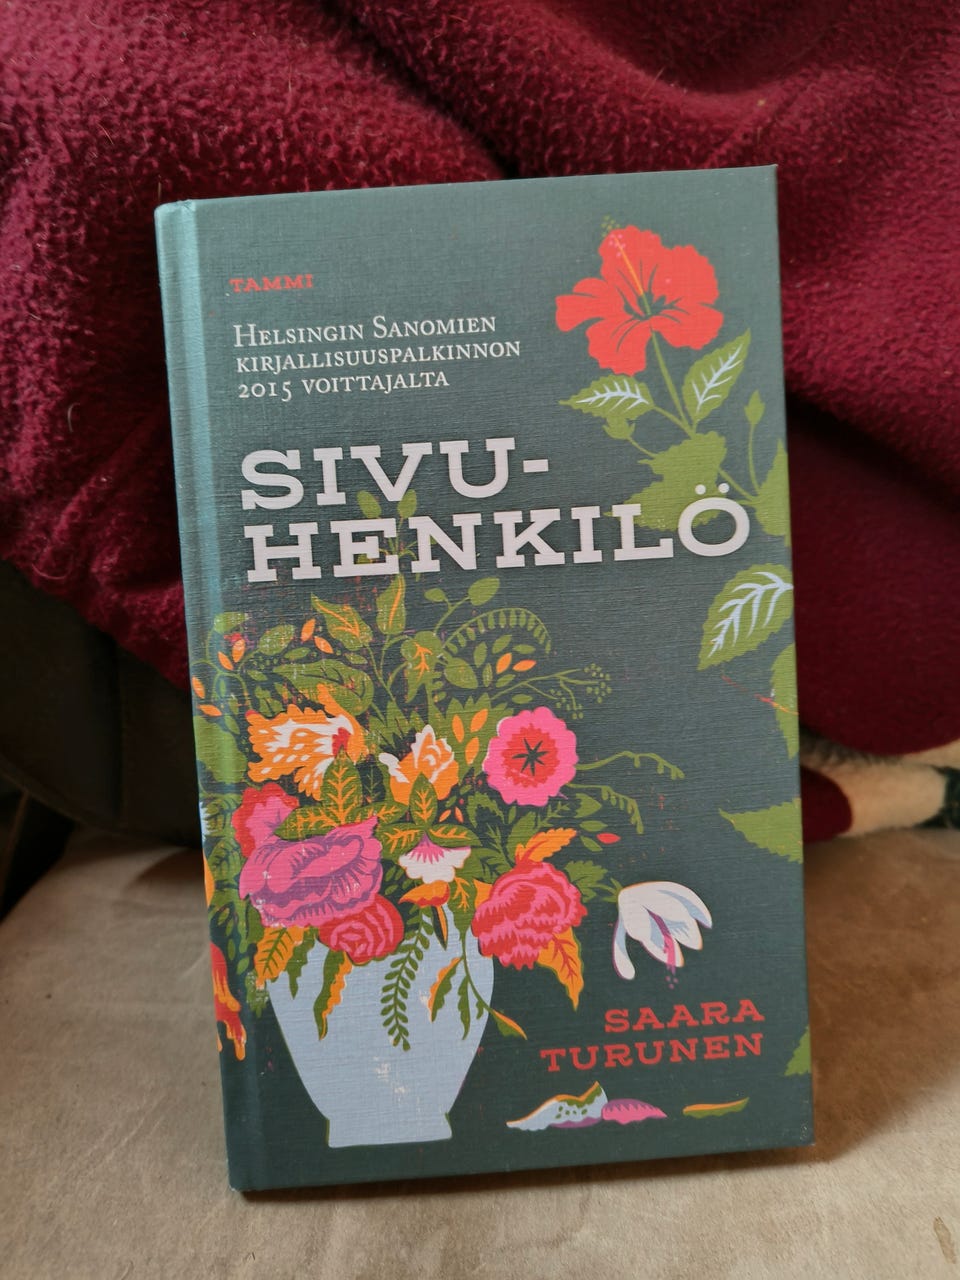 TAMMI
HELSINGIN SANOMIEN
KIRJALLISUUSPALKINNON
2015 VOITTAJALTA
SIVU-
HENKILÖ
SAARA
TURUNEN